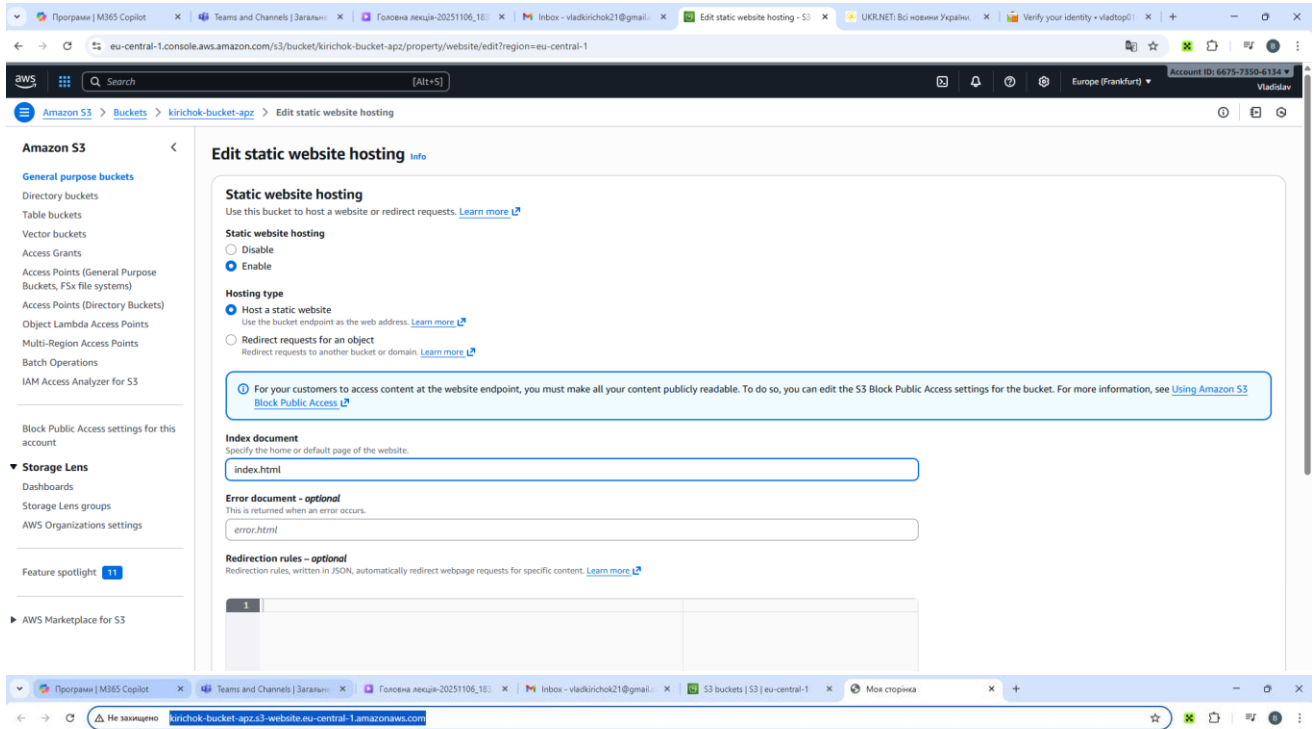 Програми | M365 Copilot
Teams and Channels | Загальн
Головна лекція-20251106_18
Inbox - vladkirichok21@gmail.c
Edit static website hosting - S3
UKR.NET: Всі новини України,
Verify your identity • vladtop01
eu-central-1.console.aws.amazon.com/s3/bucket/kirichok-bucket-apz/property/website/edit?region=eu-central-1
aws
Search
[Alt+S]
Europe (Frankfurt)
Account ID: 6675-7350-6134
Vladislav
Amazon S3 > Buckets > kirichok-bucket-apz > Edit static website hosting
Amazon S3
General purpose buckets
Directory buckets
Table buckets
Vector buckets
Access Grants
Access Points (General Purpose
Buckets, FSx file systems)
Access Points (Directory Buckets)
Object Lambda Access Points
Multi-Region Access Points
Batch Operations
IAM Access Analyzer for S3
Block Public Access settings for this
account
Storage Lens
Dashboards
Storage Lens groups
AWS Organizations settings
Feature spotlight 11
AWS Marketplace for S3
Edit static website hosting Info
Static website hosting
Use this bucket to host a website or redirect requests. Learn more
Static website hosting
Disable
Enable
Hosting type
Host a static website
Use the bucket endpoint as the web address. Learn more
Redirect requests for an object
Redirect requests to another bucket or domain. Learn more
For your customers to access content at the website endpoint, you must make all your content publicly readable. To do so, you can edit the S3 Block Public Access settings for the bucket. For more information, see Using Amazon S3
Block Public Access
Index document
Specify the home or default page of the website.
index.html
Error document - optional
This is returned when an error occurs.
error.html
Redirection rules – optional
Redirection rules, written in JSON, automatically redirect webpage requests for specific content. Learn more
1
Програми | M365 Copilot
Teams and Channels | Загальн
Головна лекція-20251106_18
Inbox - vladkirichok21@gmail.c
S3 buckets | S3 | eu-central-1
Моя сторінка
Не захищено
kirichok-bucket-apz.s3-website.eu-central-1.amazonaws.com